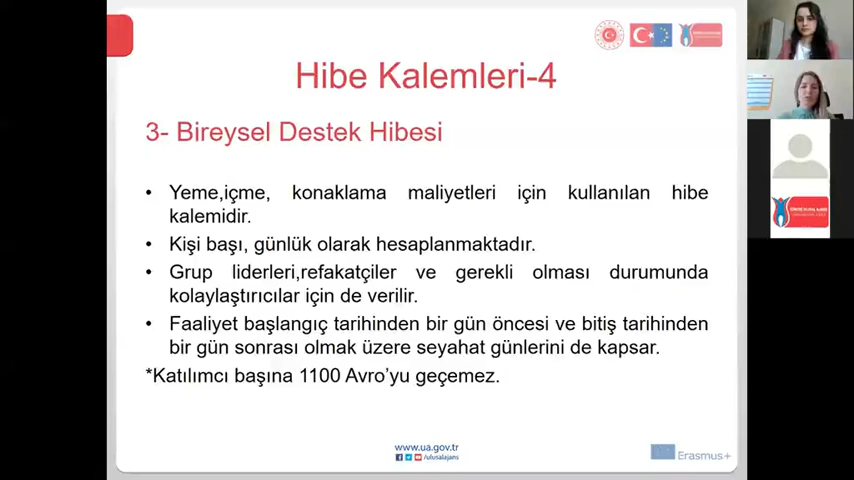 Hibe Kalemleri-4
3- Bireysel Destek Hibesi
• Yeme,içme, konaklama maliyetleri için kullanılan hibe
kalemidir.
• Kişi başı, günlük olarak hesaplanmaktadır.
• Grup liderleri,refakatçiler ve gerekli olması durumunda
kolaylaştırıcılar için de verilir.
• Faaliyet başlangıç tarihinden bir gün öncesi ve bitiş tarihinden
bir gün sonrası olmak üzere seyahat günlerini de kapsar.
*Katılımcı başına 1100 Avro’yu geçemez.
www.ua.gov.tr
/ulusalajans
Erasmus+